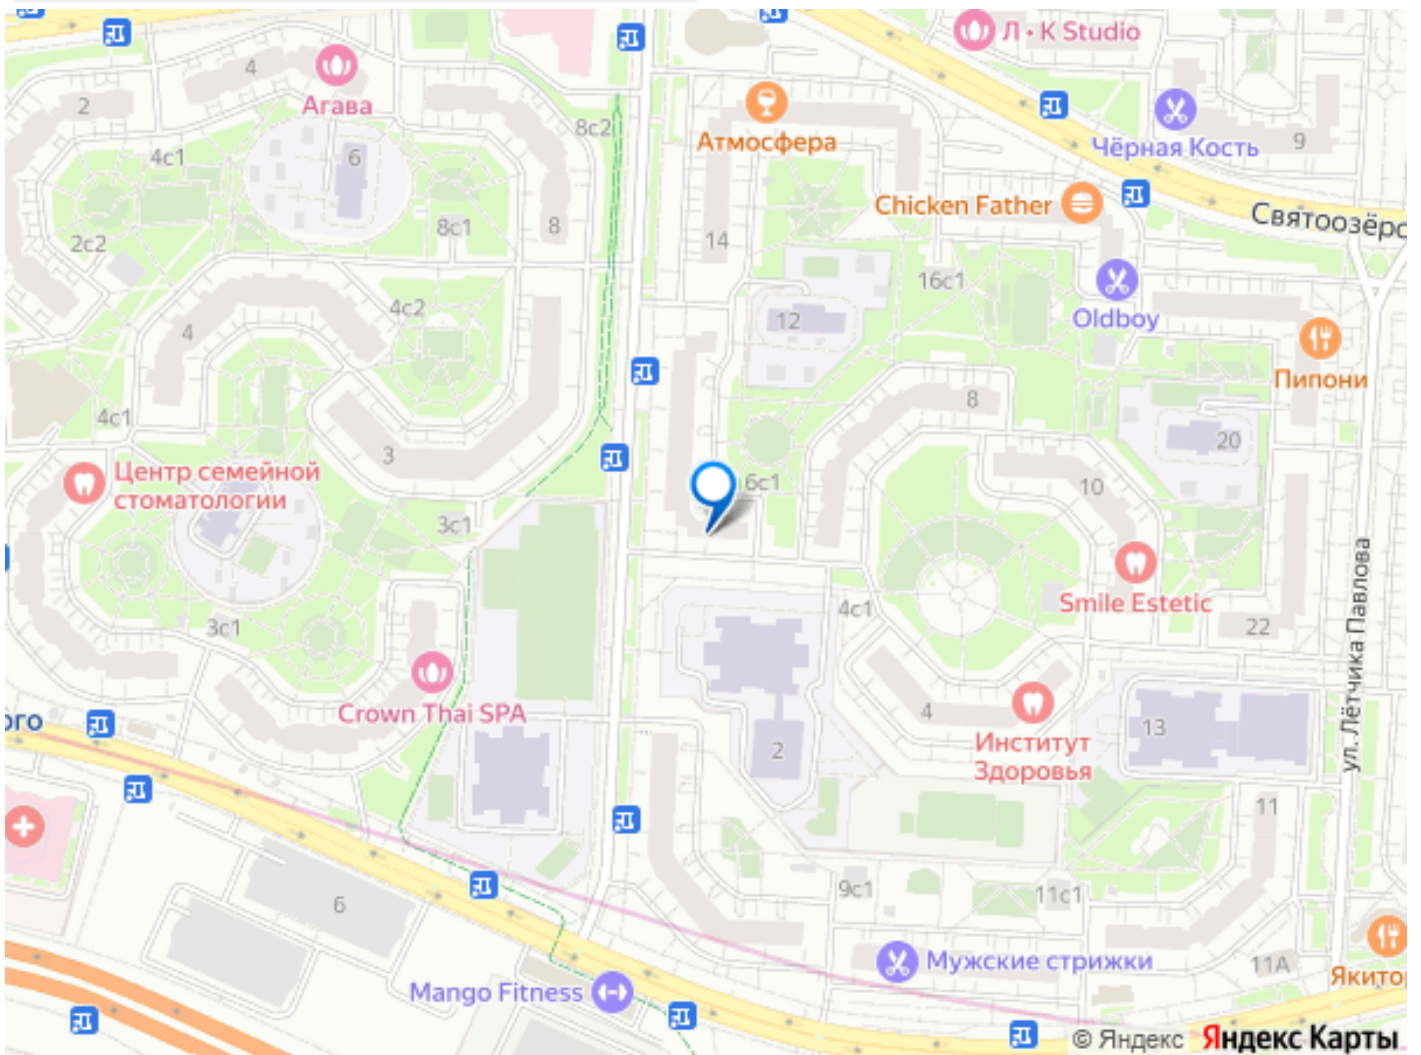 Л • К Studio
4
Агава
2
Атмосфера
8с2
Чёрная Кость
9
4с1
6
Chicken Father
Святоозёрс
8с1
8
14
2с2
16с1
4с2
12
Oldboy
4
Пипони
8
4с1
20
3
Центр семейной
стоматологии
6с1
10
3с1
Smile Estetic
4с1
3с1
22
ул. Лётчика Павлова
Crown Thai SPA
4
ого
13
2
Институт
Здоровья
11
9с1
11с1
6
Мужские стрижки
11А
Якитор
Mango Fitness
© Яндекс Яндекс Карты